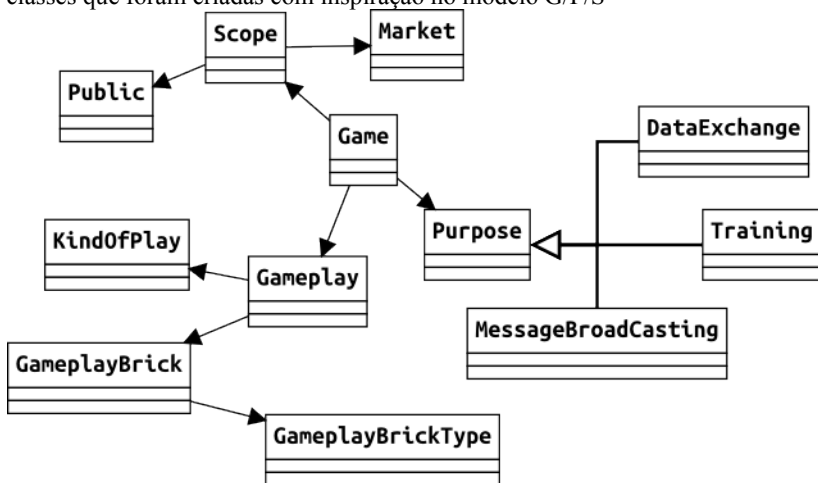 classes que foram criadas com inspiração no modelo G/P/S
Scope
Market
Public
Game
DataExchange
KindOfPlay
Purpose
Training
Gameplay
MessageBroadCasting
GameplayBrick
GameplayBrickType